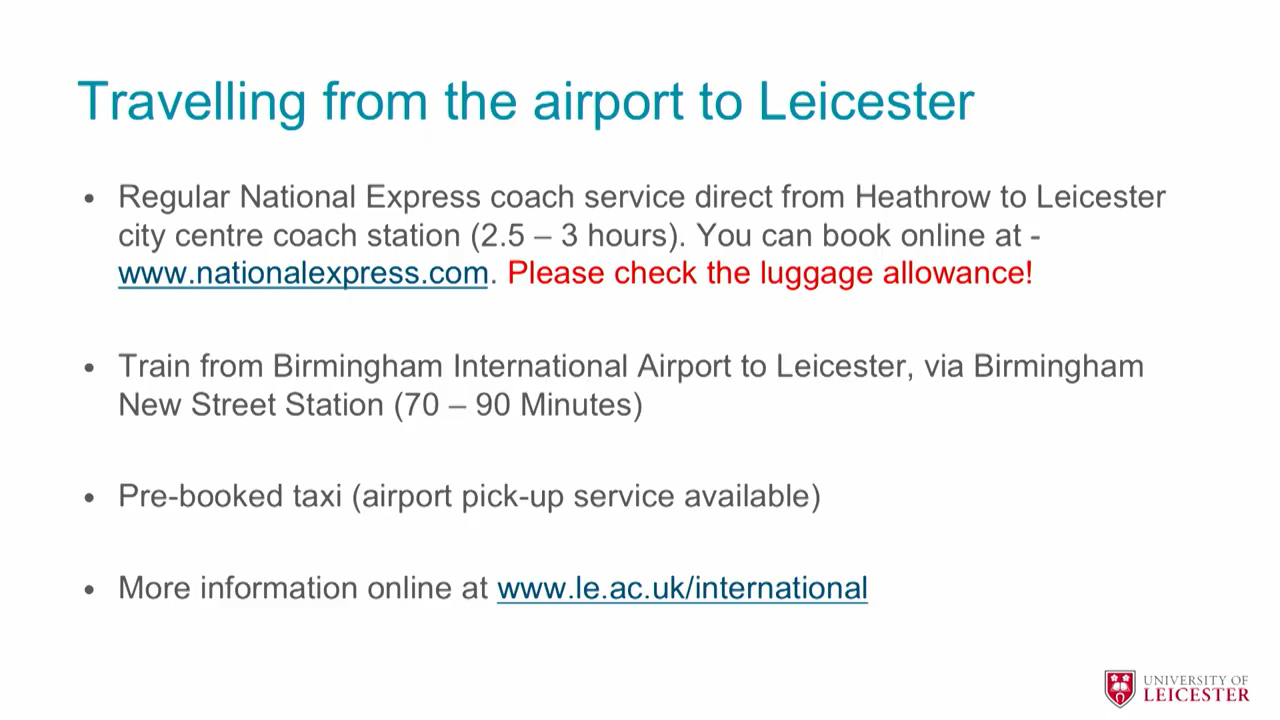 Travelling from the airport to Leicester
• Regular National Express coach service direct from Heathrow to Leicester
city centre coach station (2.5 – 3 hours). You can book online at -
www.nationalexpress.com. Please check the luggage allowance!
• Train from Birmingham International Airport to Leicester, via Birmingham
New Street Station (70 – 90 Minutes)
• Pre-booked taxi (airport pick-up service available)
• More information online at www.le.ac.uk/international
UNIVERSITY OF
LEICESTER